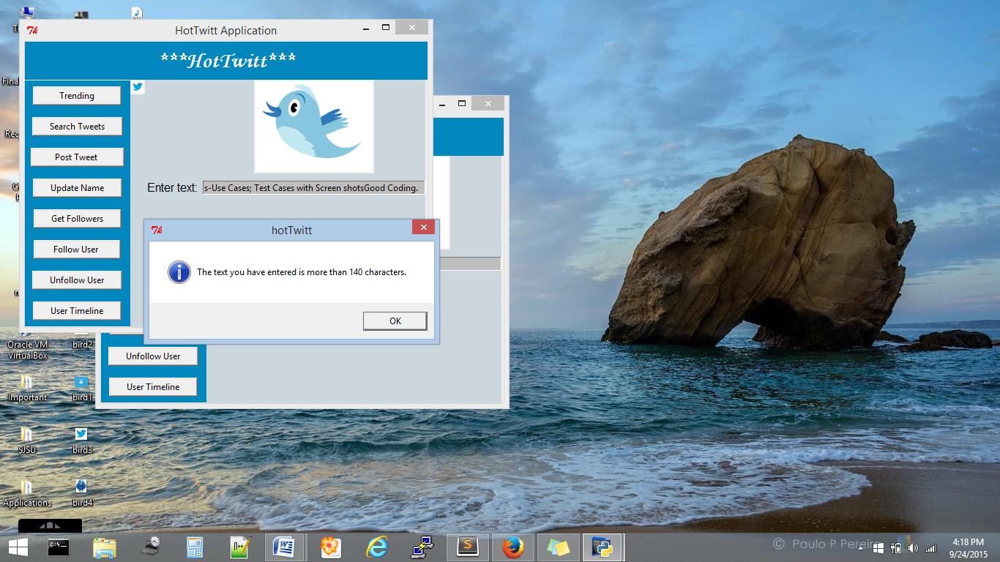 HotTwitt Application
***HotTwitt***
Trending
Search Tweets
Post Tweet
Update Name
Get Followers
Follow User
Unfollow User
User Timeline
Enter text:
s-Use Cases; Test Cases with Screen shotsGood Coding.
hotTwitt
The text you have entered is more than 140 characters.
OK
Unfollow User
User Timeline
Oracle VM
VirtualBox
bird2
Important
bird1
SJSU
bird3
Applications
bird4
© Paulo P Pereira
4:18 PM
9/24/2015